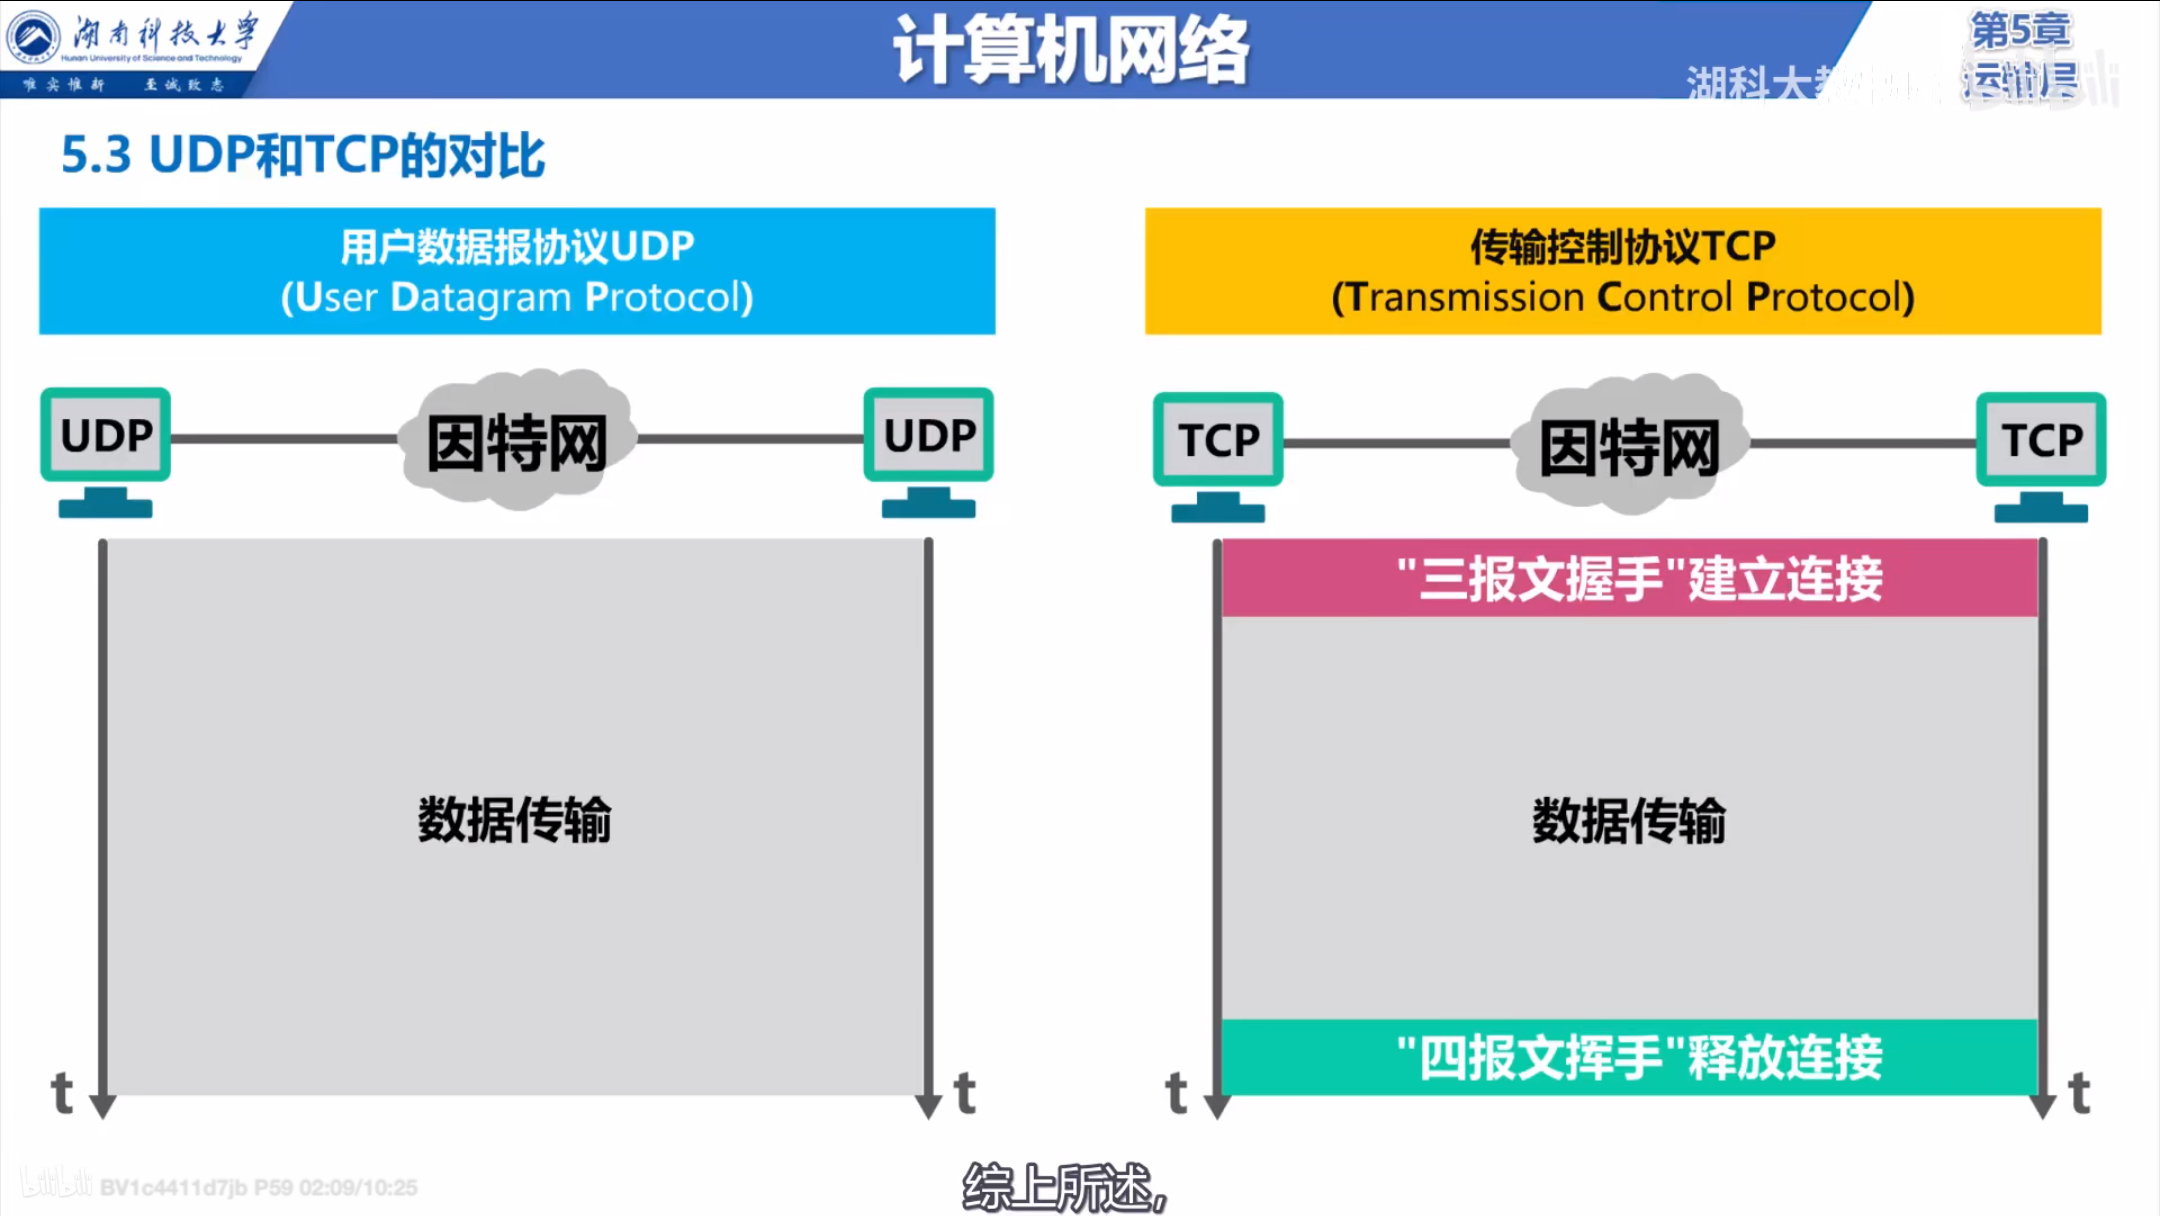 湖南科技大学
Hunan University of Science and Technology
唯实惟新 至诚致志
计算机网络
第5章
运输层
湖科大教
5.3 UDP和TCP的对比
用户数据报协议UDP
(User Datagram Protocol)
传输控制协议TCP
(Transmission Control Protocol)
UDP
因特网
UDP
TCP
因特网
TCP
"三报文握手"建立连接
数据传输
数据传输
"四报文挥手"释放连接
t
t
t
t
bilibili BV1c4411d7jb P59 02:09/10:25
综上所述,